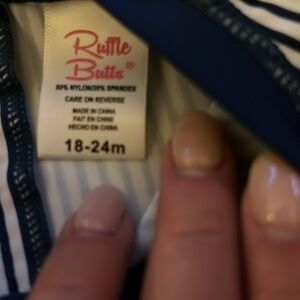 Ruffle
Butts®
80% NYLON/20% SPANDEX
CARE ON REVERSE
MADE IN CHINA
FAIT EN CHINE
HECHO EN CHINA
18-24m